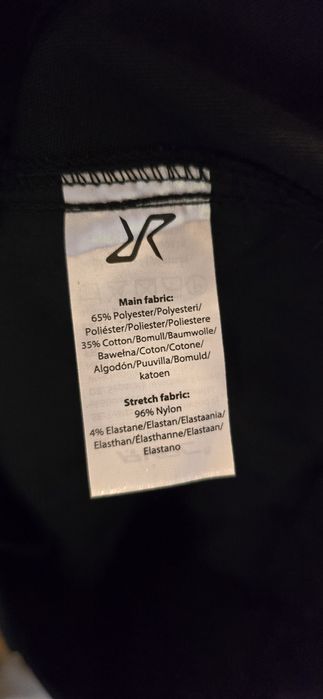 Main fabric:
65% Polyester/Polyesteri/
Poliéster/Poliester/Poliestere
35% Cotton/Bomull/Baumwolle/
Bawełna/Coton/Cotone/
Algodón/Puuvilla/Bomuld/
katoen
Stretch fabric:
96% Nylon
4% Elastane/Elastan/Elastaania/
Elasthan/Élasthanne/Elastaan/
Elastano